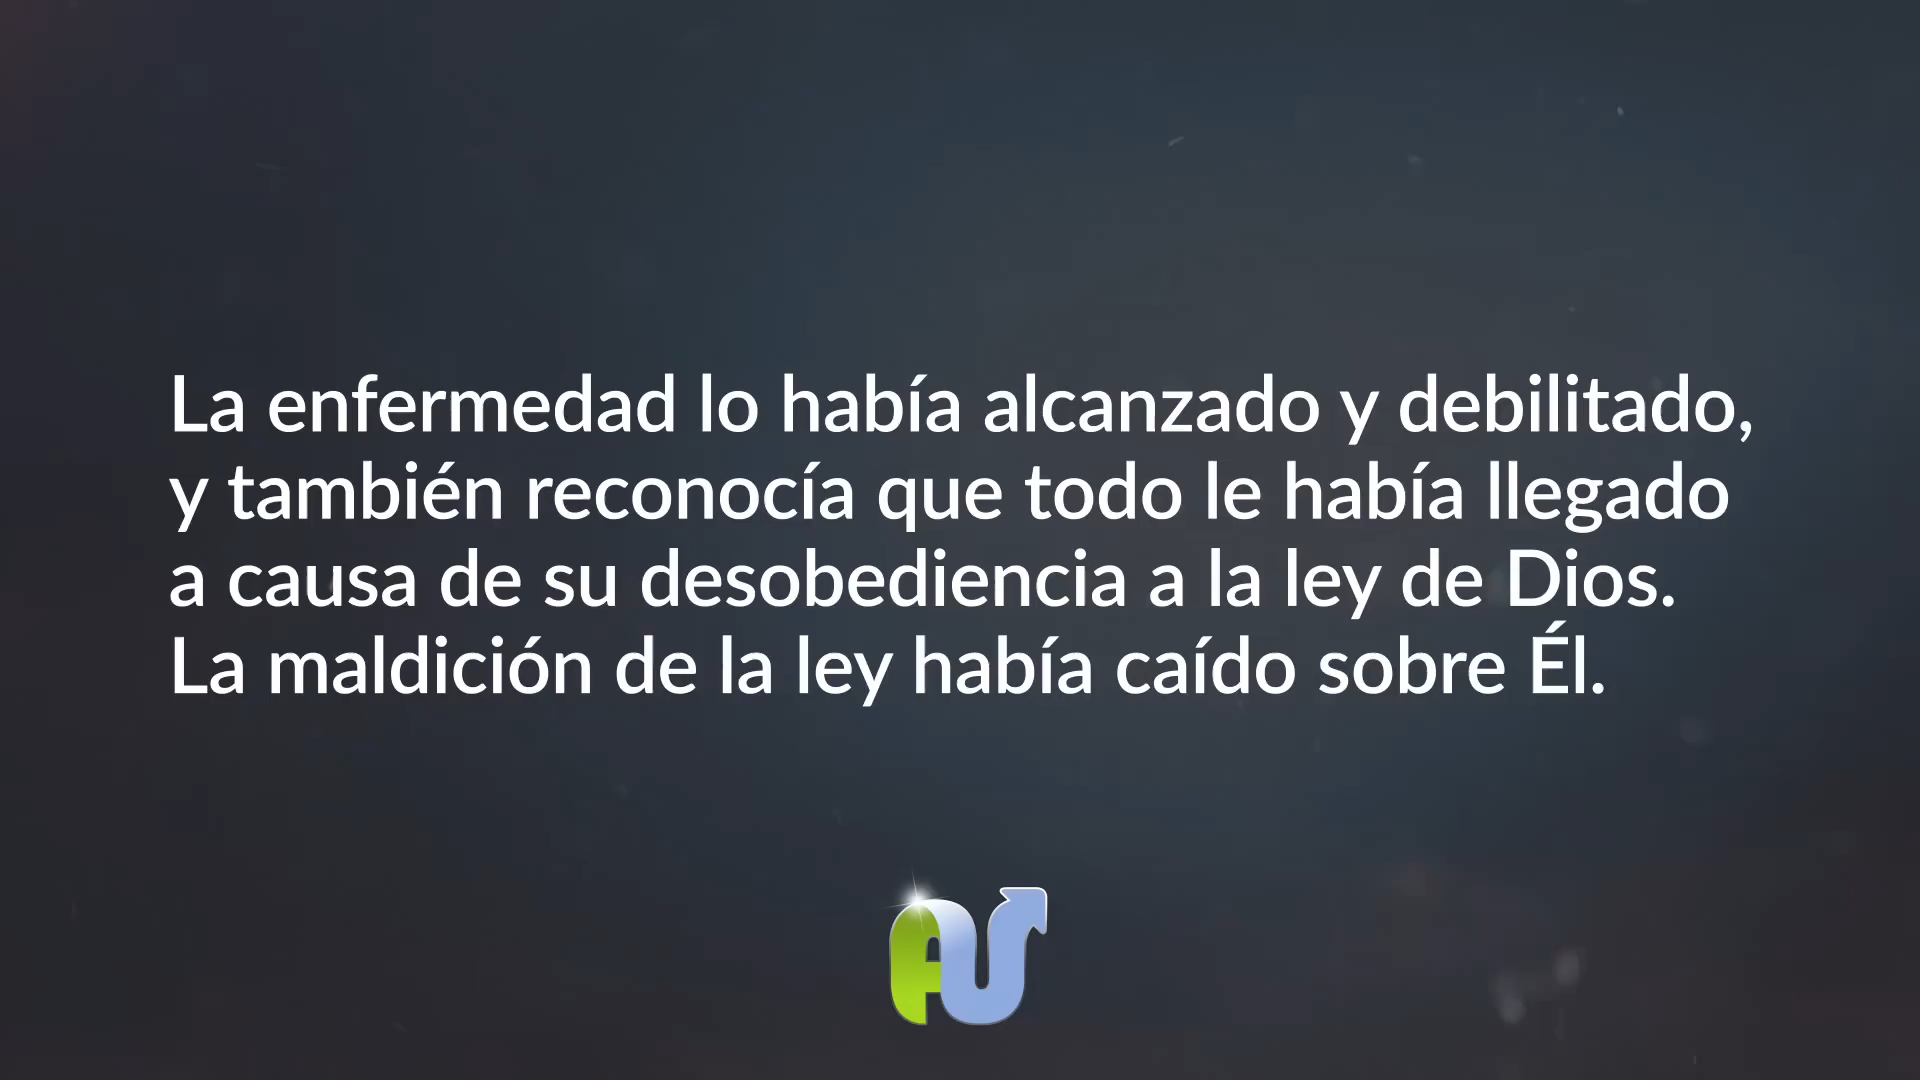 La enfermedad lo había alcanzado y debilitado,
y también reconocía que todo le había llegado
a causa de su desobediencia a la ley de Dios.
La maldición de la ley había caído sobre Él.